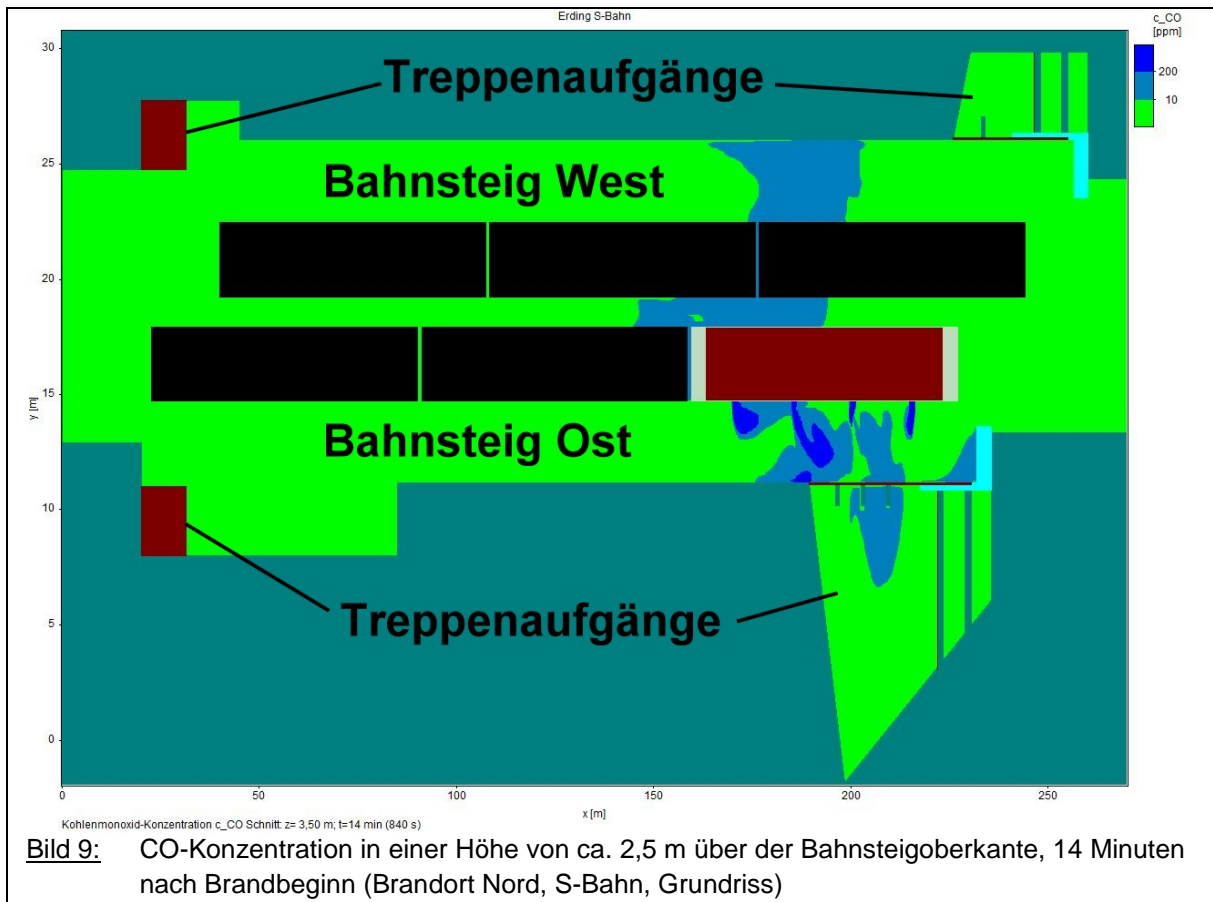 Erding S-Bahn
c_CO
[ppm]
200
10
30
25
20
15
10
5
0
y [m]
Treppenaufgänge
Bahnsteig West
Bahnsteig Ost
Treppenaufgänge
0 50 100 150 200 250
x [m]
Kohlenmonoxid-Konzentration c_CO Schnitt: z= 3,50 m; t=14 min (840 s)
Bild 9: CO-Konzentration in einer Höhe von ca. 2,5 m über der Bahnsteigoberkante, 14 Minuten
nach Brandbeginn (Brandort Nord, S-Bahn, Grundriss)